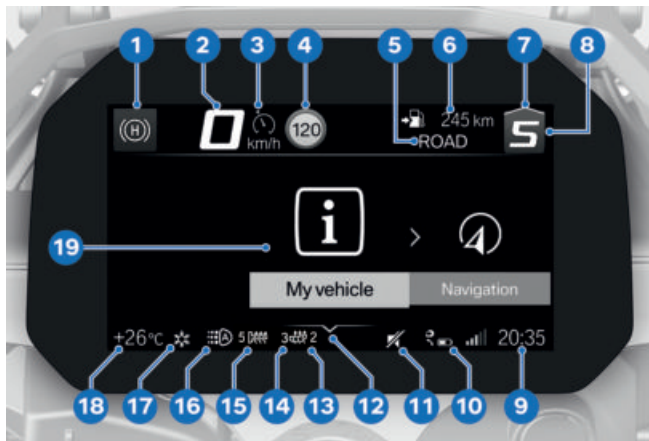 1 2 3 4 5 6 7 8
(H) 0 km/h 120 245 km S
ROAD
19 i
My vehicle Navigation
+26°C A 5 3 2 20:35
18 17 16 15 14 13 12 11 10 9